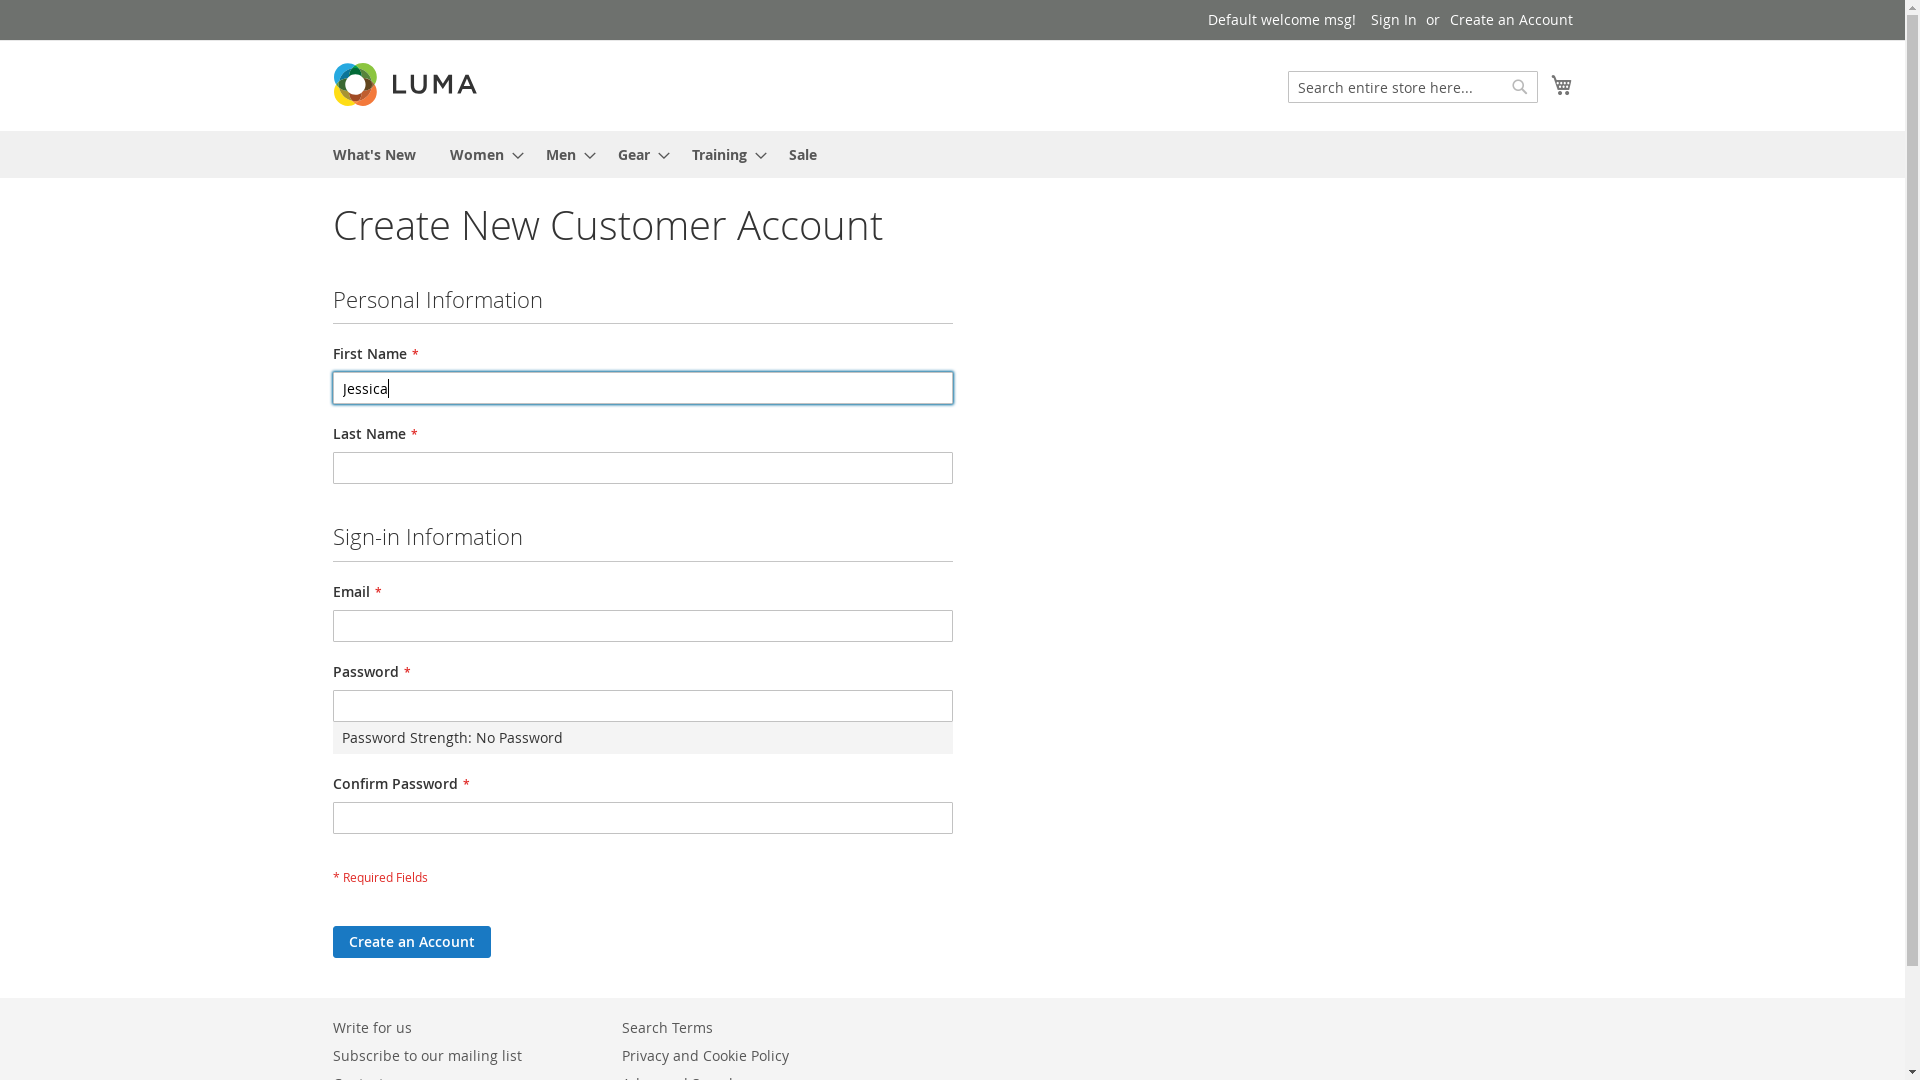 Default welcome msg! Sign In or Create an Account
LUMA
Search entire store here...
What's New Women Men Gear Training Sale
Create New Customer Account
Personal Information
First Name *
Jessica
Last Name *
Sign-in Information
Email *
Password *
Password Strength: No Password
Confirm Password *
* Required Fields
Create an Account
Write for us
Search Terms
Subscribe to our mailing list
Privacy and Cookie Policy